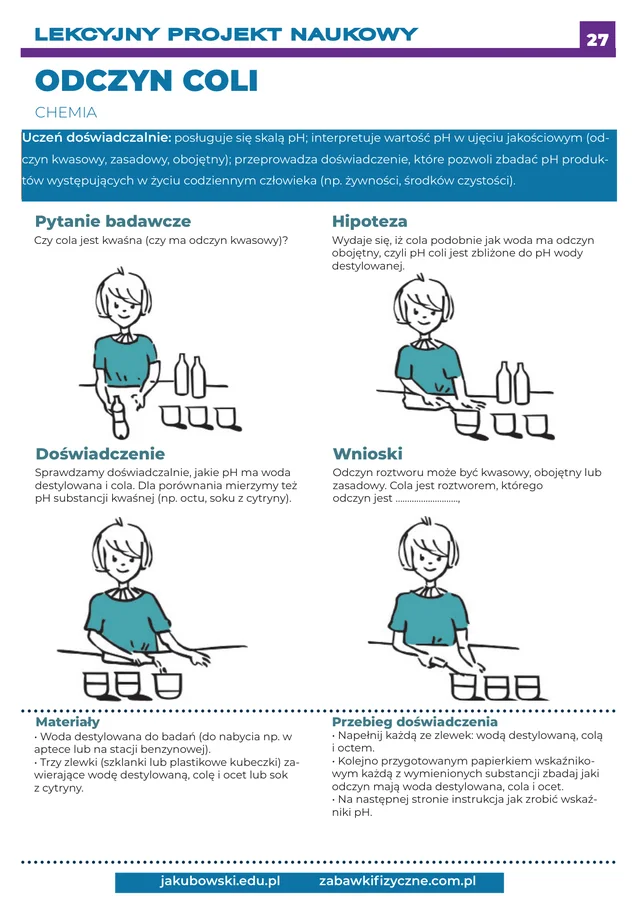 LEKCYJNY PROJEKT NAUKOWY
27
ODCZYN COLI
CHEMIA
Uczeń doświadczalnie: posługuje się skalą pH; interpretuje wartość pH w ujęciu jakościowym (od-
czyn kwasowy, zasadowy, obojętny); przeprowadza doświadczenie, które pozwoli zbadać pH produk-
tów występujących w życiu codziennym człowieka (np. żywności, środków czystości).
Pytanie badawcze
Czy cola jest kwaśna (czy ma odczyn kwasowy)?
Hipoteza
Wydaje się, iż cola podobnie jak woda ma odczyn
obojętny, czyli pH coli jest zbliżone do pH wody
destylowanej.
Doświadczenie
Sprawdzamy doświadczalnie, jakie pH ma woda
destylowana i cola. Dla porównania mierzymy też
pH substancji kwaśnej (np. octu, soku z cytryny).
Wnioski
Odczyn roztworu może być kwasowy, obojętny lub
zasadowy. Cola jest roztworem, którego
odczyn jest ...........................,
Materiały
• Woda destylowana do badań (do nabycia np. w
aptece lub na stacji benzynowej).
• Trzy zlewki (szklanki lub plastikowe kubeczki) za-
wierające wodę destylowaną, colę i ocet lub sok
z cytryny.
Przebieg doświadczenia
• Napełnij każdą ze zlewek: wodą destylowaną, colą
i octem.
• Kolejno przygotowanym papierkiem wskaźniko-
wym każdą z wymienionych substancji zbadaj jaki
odczyn mają woda destylowana, cola i ocet.
• Na następnej stronie instrukcja jak zrobić wskaź-
niki pH.
jakubowski.edu.pl zabawkifizyczne.com.pl